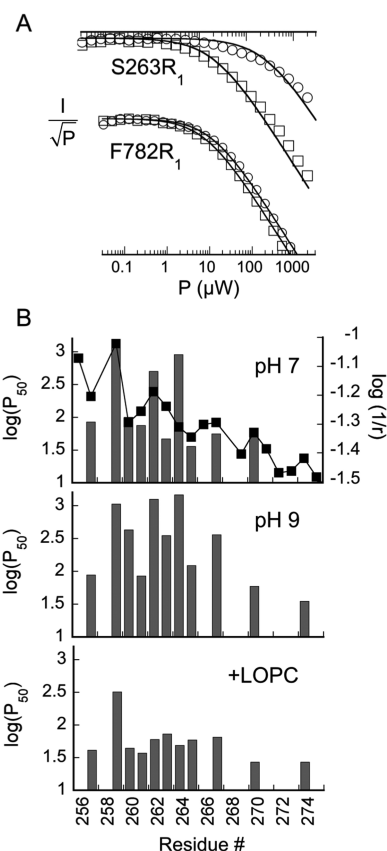 A
S263R1
I
√P
F782R1
0.1 1 10 100 1000
P (µW)
B
pH 7
3
2.5
2
1.5
1
log(P50)
-1
-1.1
-1.2
-1.3
-1.4
-1.5
log (1/r)
pH 9
3
2.5
2
1.5
1
log(P50)
+LOPC
3
2.5
2
1.5
1
log(P50)
256 258 260 262 264 266 268 270 272 274
Residue #